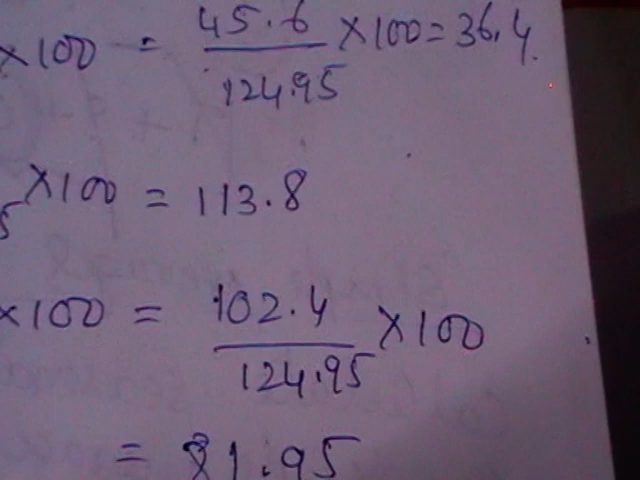 ×100 = 45.6 / 124.95 ×100 = 36.4
5 ×100 = 113.8
×100 = 102.4 / 124.95 ×100
= 81.95